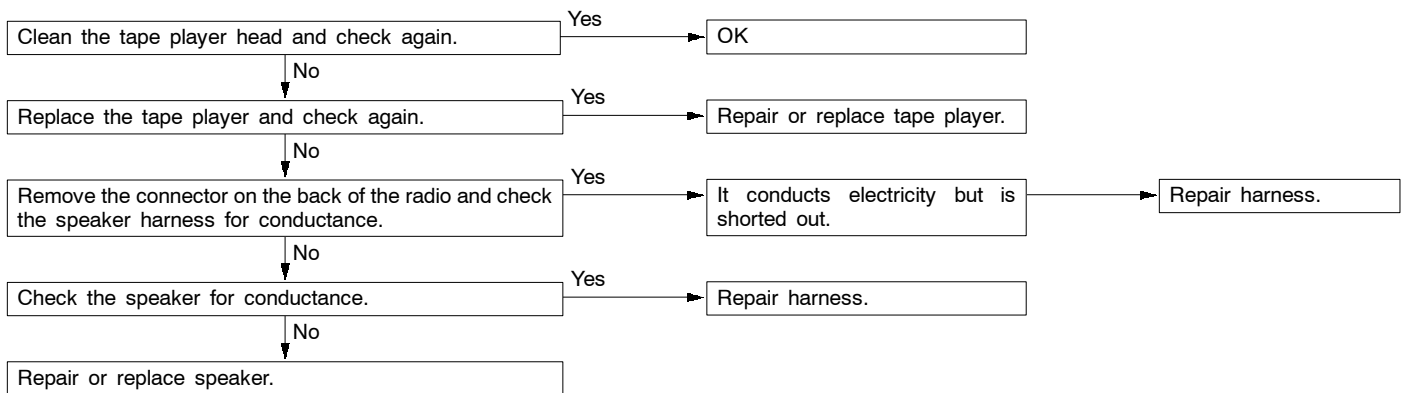 Clean the tape player head and check again.
Yes
OK
No
Replace the tape player and check again.
Yes
Repair or replace tape player.
No
Remove the connector on the back of the radio and check
the speaker harness for conductance.
Yes
It conducts electricity but is
shorted out.
Repair harness.
No
Check the speaker for conductance.
Yes
Repair harness.
No
Repair or replace speaker.